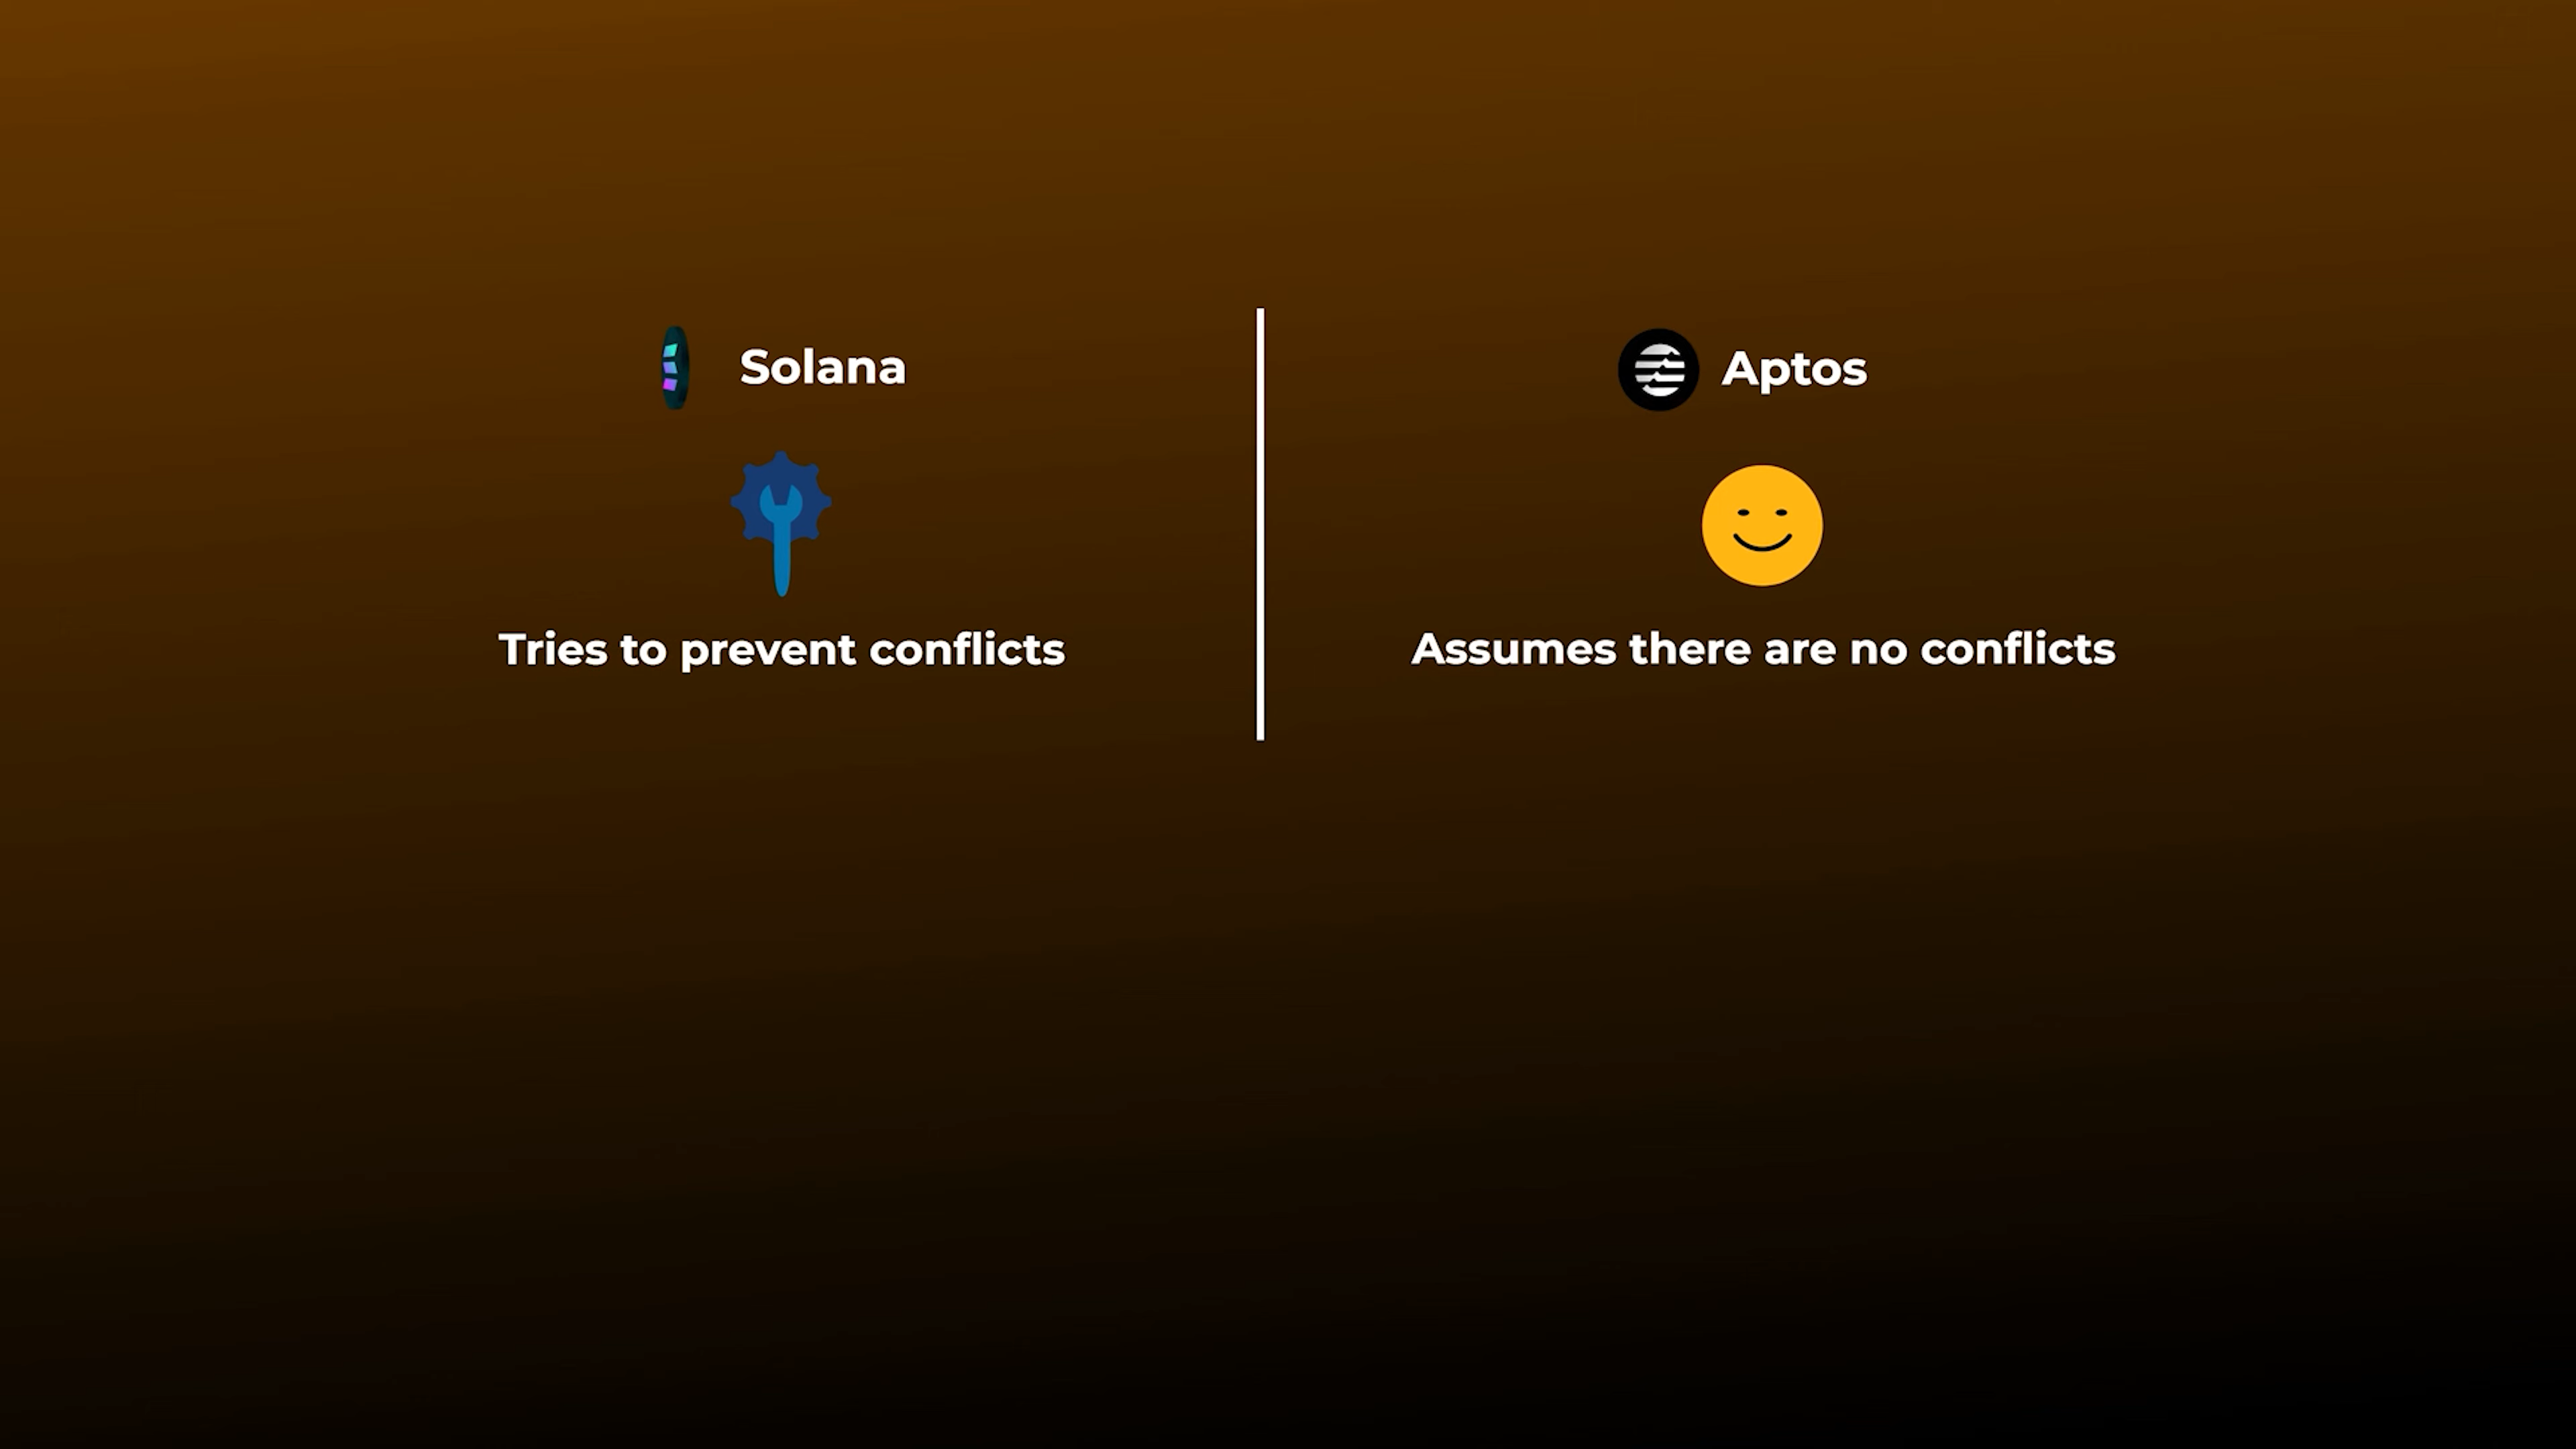 Solana
Aptos
Tries to prevent conflicts
Assumes there are no conflicts